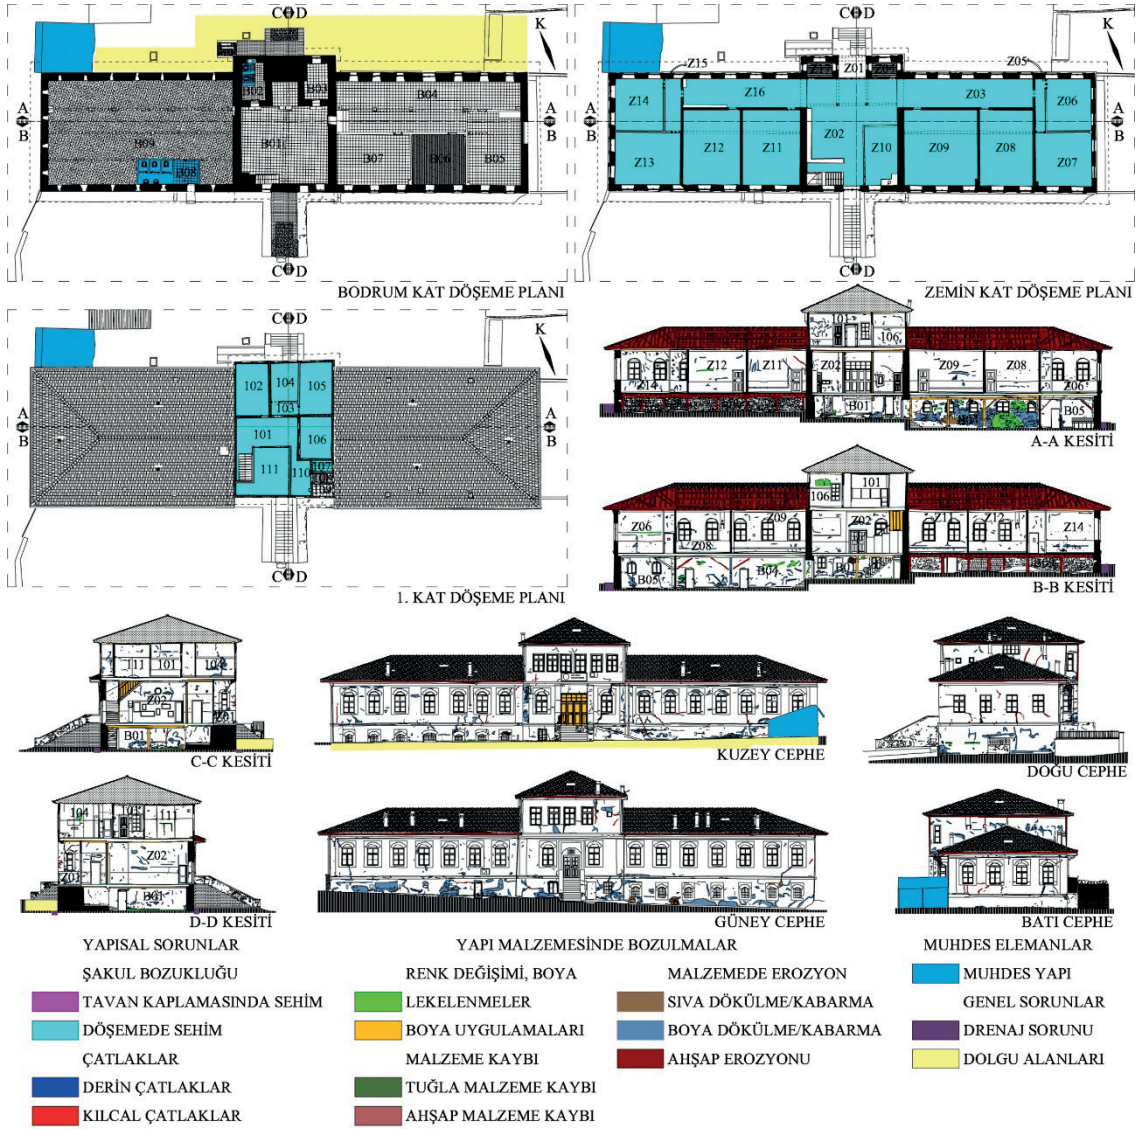 C D
K
A
B
B02
B03
B04
B09
B01
B08
B07
B06
B05
A
B
C D
BODRUM KAT DÖŞEME PLANI
C D
K
Z15
Z01
Z05
Z14
Z16
Z03
Z06
A
B
Z02
Z13
Z12
Z11
Z10
Z09
Z08
Z07
A
B
C D
ZEMİN KAT DÖŞEME PLANI
C D
K
102
104
105
103
A
B
101
106
111
110
107
A
B
C D
1. KAT DÖŞEME PLANI
106
Z14
Z12
Z11
Z02
Z09
Z08
Z06
B01
B05
A-A KESİTİ
106
101
Z06
Z08
Z09
Z02
Z11
Z12
Z14
B05
B04
B-B KESİTİ
111
101
104
Z02
B01
C-C KESİTİ
KUZEY CEPHE
DOĞU CEPHE
104
111
Z01
Z02
B01
D-D KESİTİ
GÜNEY CEPHE
BATI CEPHE
YAPISAL SORUNLAR
ŞAKUL BOZUKLUĞU
TAVAN KAPLAMASINDA SEHİM
DÖŞEMEDE SEHİM
ÇATLAKLAR
DERİN ÇATLAKLAR
KILCAL ÇATLAKLAR
YAPI MALZEMESİNDE BOZULMALAR
RENK DEĞİŞİMİ, BOYA
LEKELENMELER
BOYA UYGULAMALARI
MALZEME KAYBI
TUĞLA MALZEME KAYBI
AHŞAP MALZEME KAYBI
MALZEMEDE EROZYON
SIVA DÖKÜLME/KABARMA
BOYA DÖKÜLME/KABARMA
AHŞAP EROZYONU
MUHDES ELEMANLAR
MUHDES YAPI
GENEL SORUNLAR
DRENAJ SORUNU
DOLGU ALANLARI